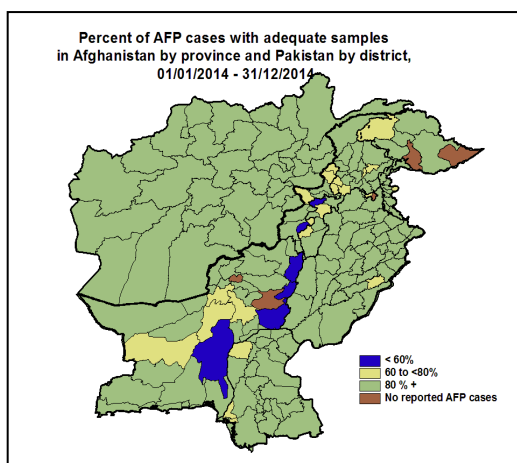 Percent of AFP cases with adequate samples
in Afghanistan by province and Pakistan by district,
01/01/2014 - 31/12/2014
< 60%
60 to <80%
80 % +
No reported AFP cases